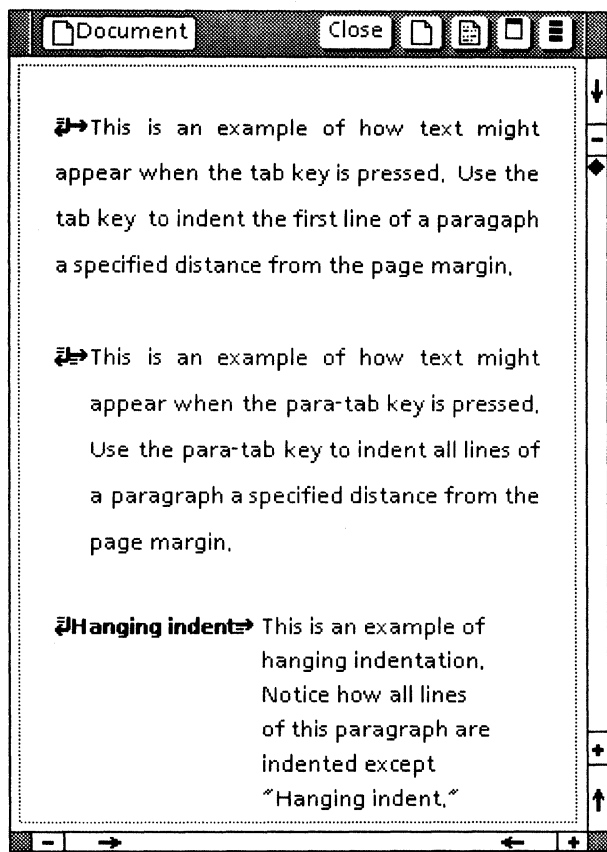 Document Close
This is an example of how text might
appear when the tab key is pressed. Use the
tab key to indent the first line of a paragaph
a specified distance from the page margin.
This is an example of how text might
appear when the para-tab key is pressed.
Use the para-tab key to indent all lines of
a paragraph a specified distance from the
page margin.
Hanging indent This is an example of
hanging indentation.
Notice how all lines
of this paragraph are
indented except
"Hanging indent."